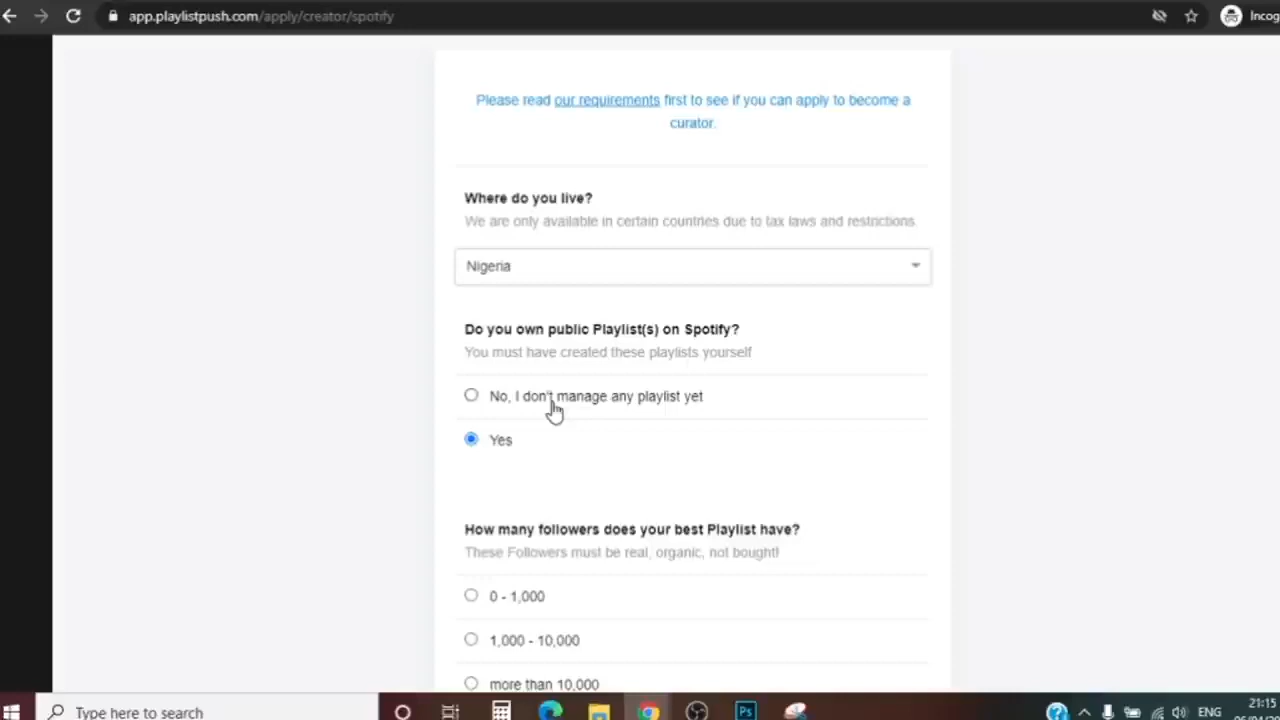 app.playlistpush.com/apply/creator/spotify
Incog
Please read our requirements first to see if you can apply to become a
curator.
Where do you live?
We are only available in certain countries due to tax laws and restrictions.
Nigeria
Do you own public Playlist(s) on Spotify?
You must have created these playlists yourself
No, I don't manage any playlist yet
Yes
How many followers does your best Playlist have?
These Followers must be real, organic, not bought!
0 - 1,000
1,000 - 10,000
more than 10,000
Type here to search
Ps
ENG
21:15